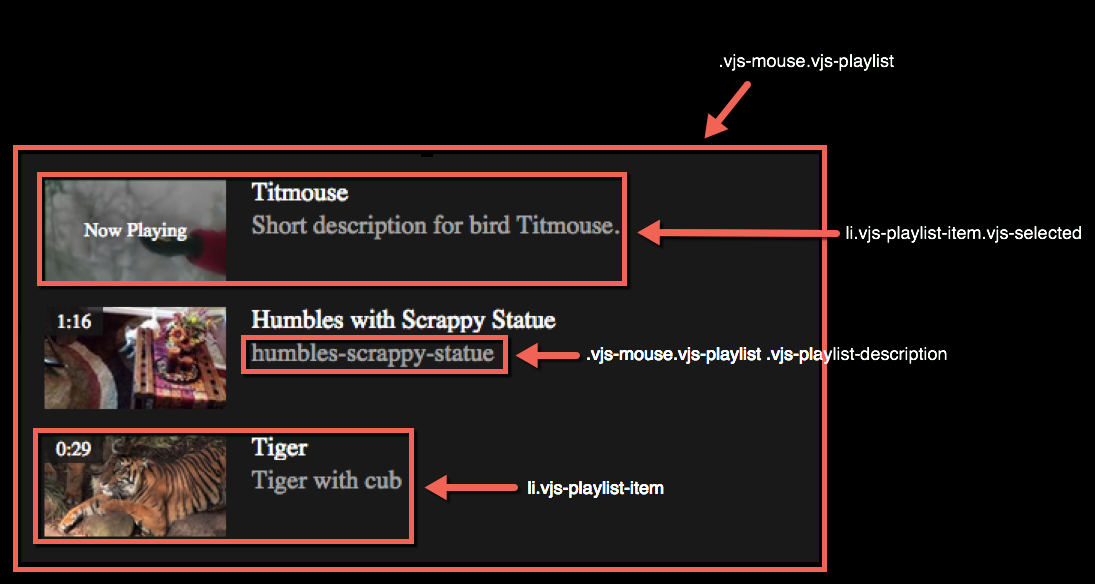 .vjs-mouse.vjs-playlist
Titmouse
Short description for bird Titmouse.
Now Playing
li.vjs-playlist-item.vjs-selected
1:16
Humbles with Scrappy Statue
humbles-scrappy-statue
.vjs-mouse.vjs-playlist .vjs-playlist-description
0:29
Tiger
Tiger with cub
li.vjs-playlist-item